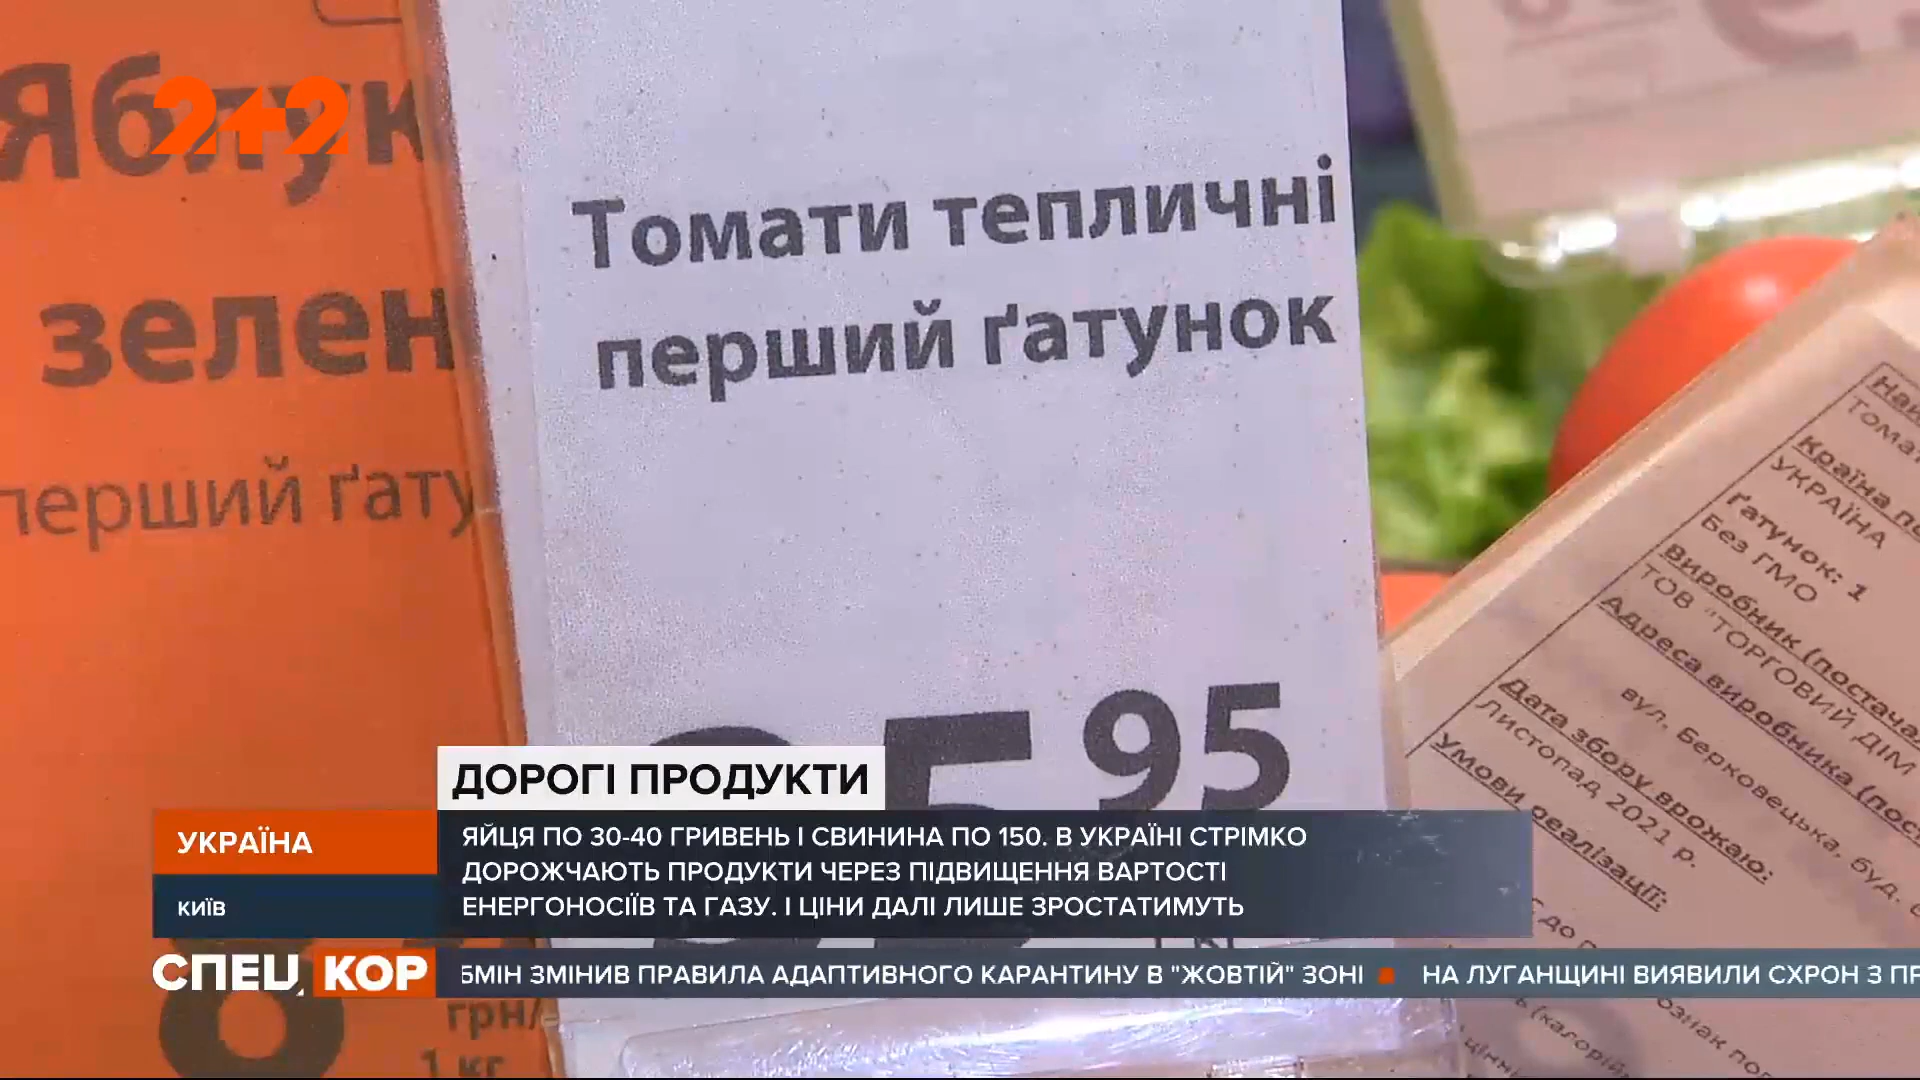 2+2
зелен
перший ґату
Томати тепличні
перший ґатунок
95
УКРАЇНА
Ґатунок: 1
Без ГМО
Виробник
ТОВ "ТОРГОВИЙ ДІМ
Адреса виробника
вул. Берковецька, буд.
Дата збору врожаю:
Листопад 2021 р.
Умови реалізації:
ДОРОГІ ПРОДУКТИ
УКРАЇНА
КИЇВ
ЯЙЦЯ ПО 30-40 ГРИВЕНЬ І СВИНИНА ПО 150. В УКРАЇНІ СТРІМКО
ДОРОЖЧАЮТЬ ПРОДУКТИ ЧЕРЕЗ ПІДВИЩЕННЯ ВАРТОСТІ
ЕНЕРГОНОСІЇВ ТА ГАЗУ. І ЦІНИ ДАЛІ ЛИШЕ ЗРОСТАТИМУТЬ
СПЕЦКОР
БМІН ЗМІНИВ ПРАВИЛА АДАПТИВНОГО КАРАНТИНУ В "ЖОВТІЙ" ЗОНІ НА ЛУГАНЩИНІ ВИЯВИЛИ СХРОН З ПР
грн/
1 кг